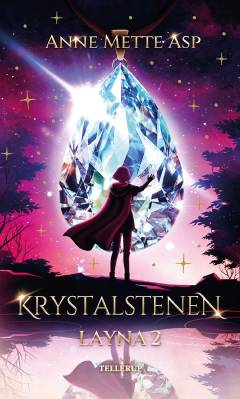 ANNE METTE ASP
KRYSTALSTENEN
LAYNA 2
TELLERUP